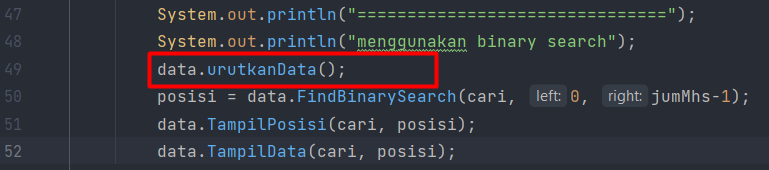 47 System.out.println("==============================");
48 System.out.println("menggunakan binary search");
49 data.urutkanData();
50 posisi = data.FindBinarySearch(cari, left: 0, right: jumMhs-1);
51 data.TampilPosisi(cari, posisi);
52 data.TampilData(cari, posisi);